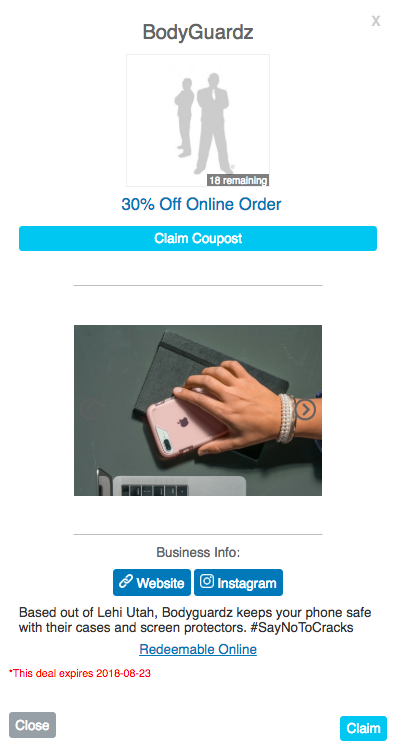 x
BodyGuardz
18 remaining
30% Off Online Order
Claim Coupost
Business Info:
Website
Instagram
Based out of Lehi Utah, Bodyguardz keeps your phone safe
with their cases and screen protectors. #SayNoToCracks
Redeemable Online
*This deal expires 2018-08-23
Close
Claim